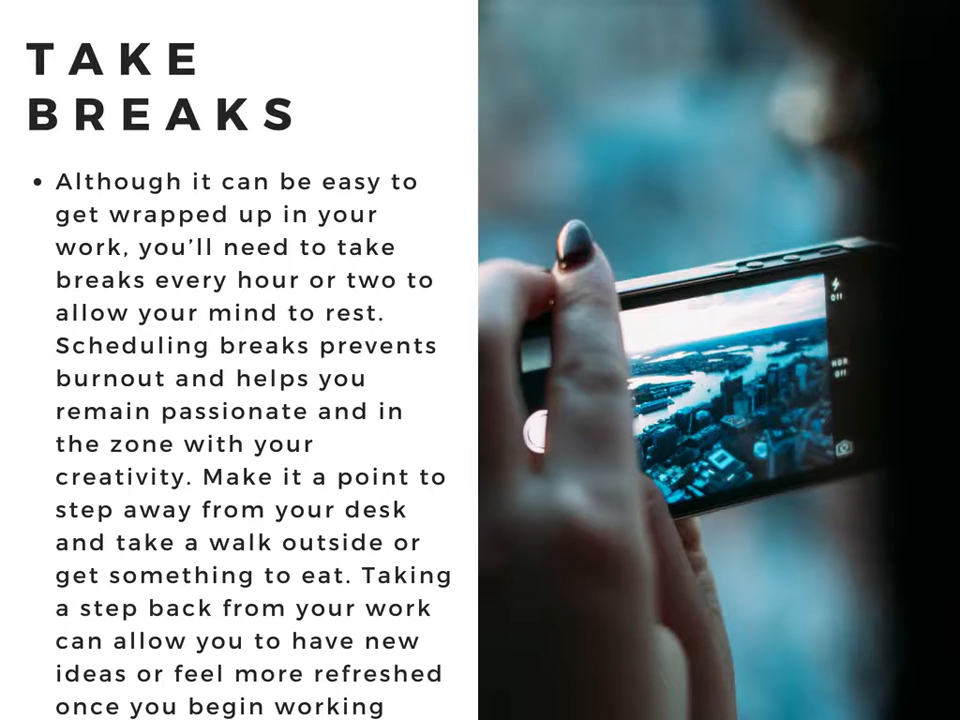 TAKE
BREAKS
• Although it can be easy to
get wrapped up in your
work, you’ll need to take
breaks every hour or two to
allow your mind to rest.
Scheduling breaks prevents
burnout and helps you
remain passionate and in
the zone with your
creativity. Make it a point to
step away from your desk
and take a walk outside or
get something to eat. Taking
a step back from your work
can allow you to have new
ideas or feel more refreshed
once you begin working
Off
HDR
Off